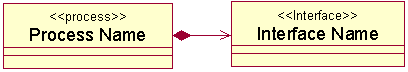 <<process>>
Process Name
<<Interface>>
Interface Name